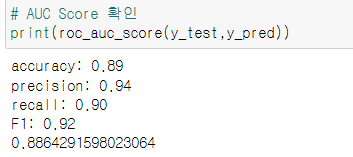 # AUC Score 확인
print(roc_auc_score(y_test,y_pred))
accuracy: 0.89
precision: 0.94
recall: 0.90
F1: 0.92
0.8864291598023064